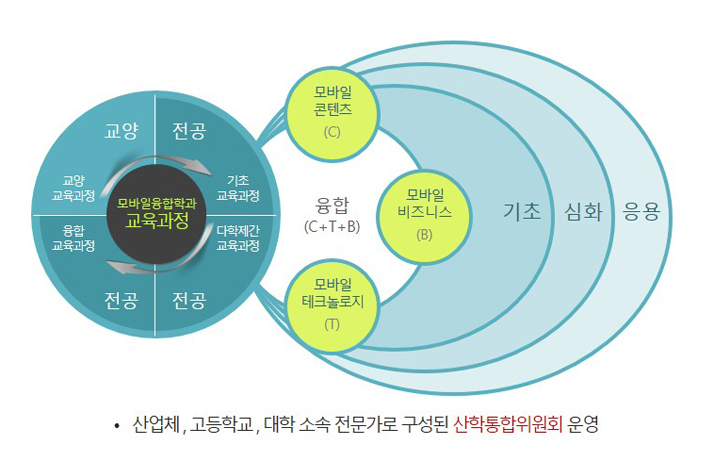 교양
전공
교양
교육과정
기초
교육과정
모바일융합학과
교육과정
융합
교육과정
다학제간
교육과정
전공
전공
모바일
콘텐츠
(C)
융합
(C+T+B)
모바일
비즈니스
(B)
모바일
테크놀로지
(T)
기초
심화
응용
• 산업체, 고등학교, 대학 소속 전문가로 구성된 산학통합위원회 운영